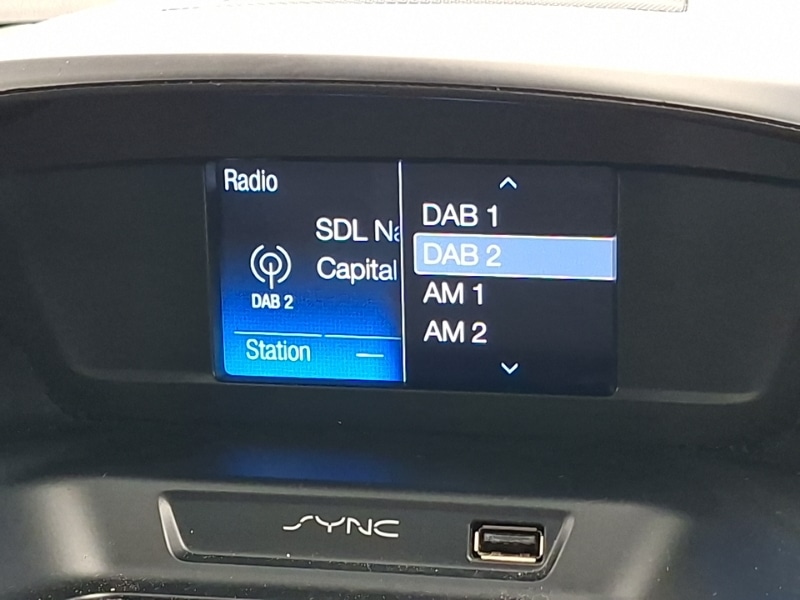 Radio
SDL Na
Capital
DAB 2
Station
DAB 1
DAB 2
AM 1
AM 2
SYNC